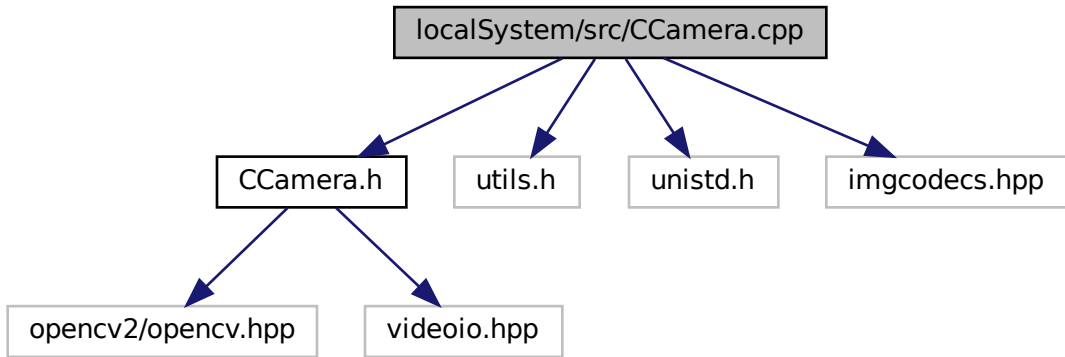 localSystem/src/CCamera.cpp
CCamera.h
utils.h
unistd.h
imgcodecs.hpp
opencv2/opencv.hpp
videoio.hpp